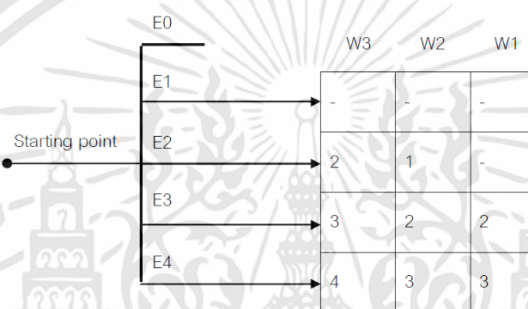 E0
W3 W2 W1
E1
- - -
Starting point
E2
2 1 -
E3
3 2 2
E4
4 3 3